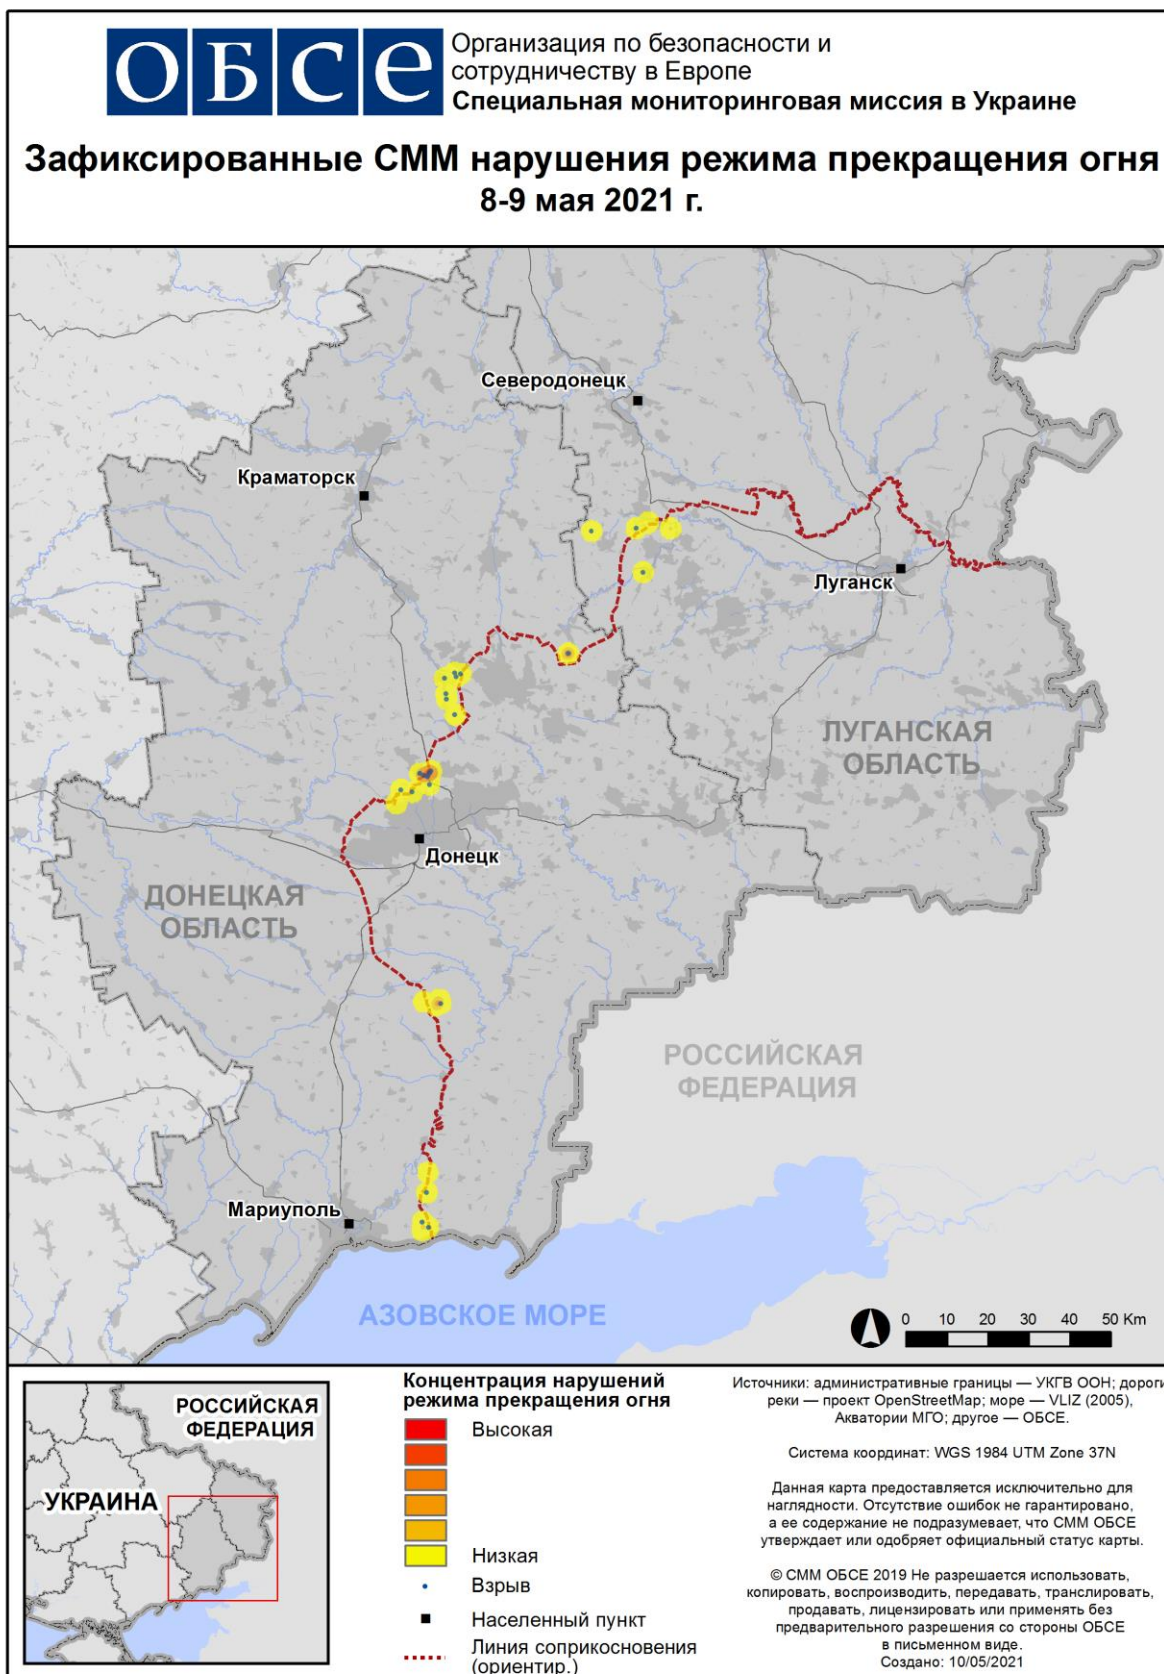 ОБСЕ
Организация по безопасности и
сотрудничеству в Европе
Специальная мониторинговая миссия в Украине
Зафиксированные СММ нарушения режима прекращения огня
8-9 мая 2021 г.
Северодонецк
Краматорск
Луганск
ЛУГАНСКАЯ
ОБЛАСТЬ
Донецк
ДОНЕЦКАЯ
ОБЛАСТЬ
РОССИЙСКАЯ
ФЕДЕРАЦИЯ
Мариуполь
АЗОВСКОЕ МОРЕ
0 10 20 30 40 50 Km
РОССИЙСКАЯ
ФЕДЕРАЦИЯ
УКРАИНА
Концентрация нарушений
режима прекращения огня
Высокая
Низкая
Взрыв
Населенный пункт
Линия соприкосновения
(ориентир.)
Источники: административные границы — УКГВ ООН; дороги,
реки — проект OpenStreetMap; море — VLIZ (2005),
Акватории МГО; другое — ОБСЕ.
Система координат: WGS 1984 UTM Zone 37N
Данная карта предоставляется исключительно для
наглядности. Отсутствие ошибок не гарантировано,
а ее содержание не подразумевает, что СММ ОБСЕ
утверждает или одобряет официальный статус карты.
© СММ ОБСЕ 2019 Не разрешается использовать,
копировать, воспроизводить, передавать, транслировать,
продавать, лицензировать или применять без
предварительного разрешения со стороны ОБСЕ
в письменном виде.
Создано: 10/05/2021